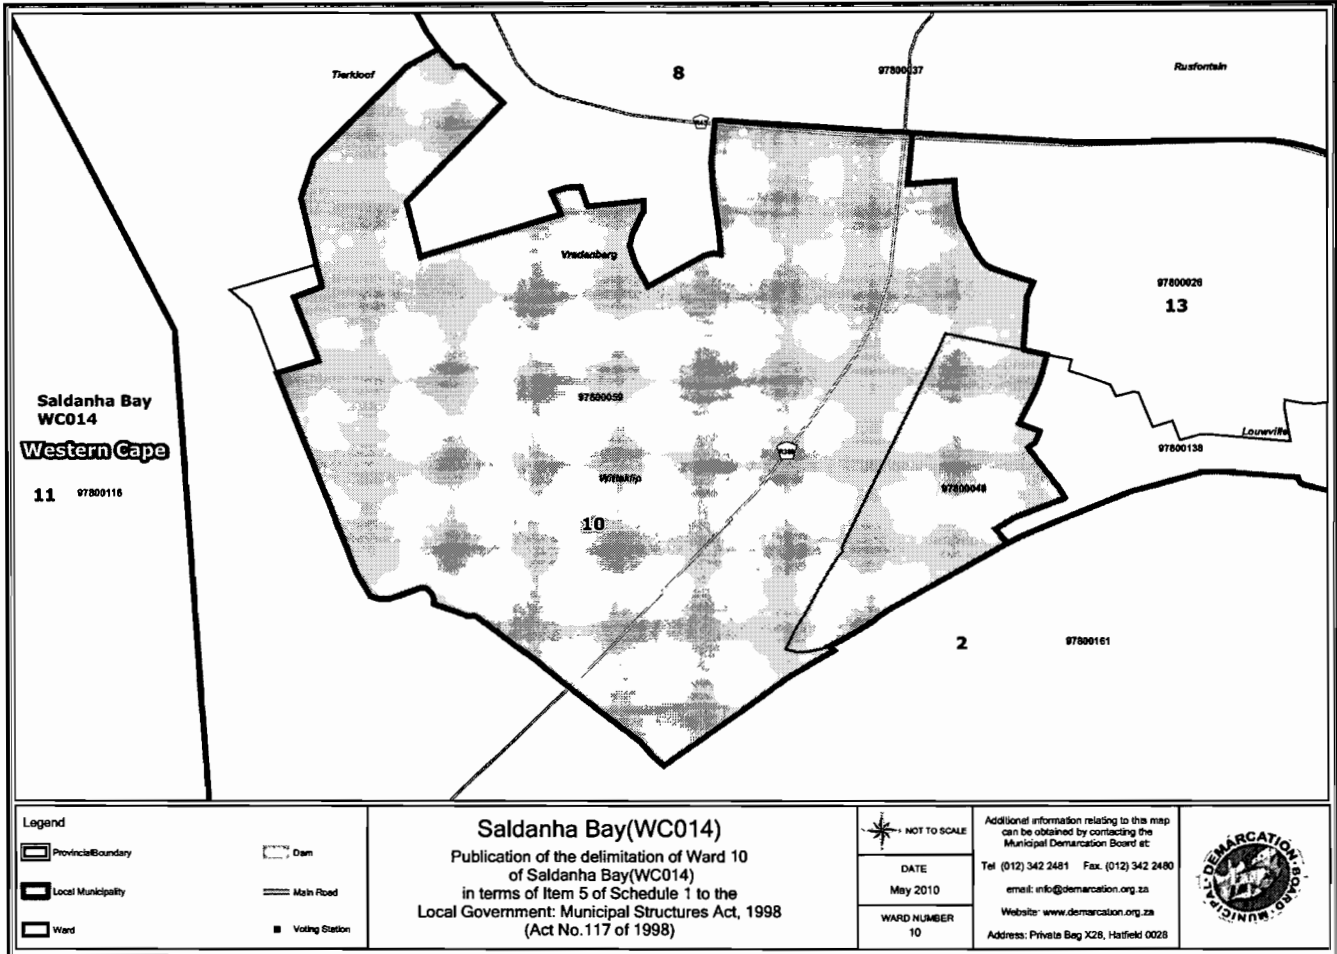 Tierkloof
8
97800037
Rusfontein
Vredenberg
97800026
13
97800059
Saldanha Bay
WC014
Western Cape
11 97800116
Louwville
97800138
R399
Witteklip
97800048
10
2
97800161
Legend
Provincial Boundary
Dam
Local Municipality
Main Road
Ward
Voting Station
Saldanha Bay(WC014)
Publication of the delimitation of Ward 10
of Saldanha Bay(WC014)
in terms of Item 5 of Schedule 1 to the
Local Government: Municipal Structures Act, 1998
(Act No.117 of 1998)
NOT TO SCALE
DATE
May 2010
WARD NUMBER
10
Additional information relating to this map
can be obtained by contacting the
Municipal Demarcation Board at:
Tel (012) 342 2481 Fax. (012) 342 2480
email: info@demarcation.org.za
Website: www.demarcation.org.za
Address: Private Bag X28, Hatfield 0028
MUNICIPAL DEMARCATION BOARD